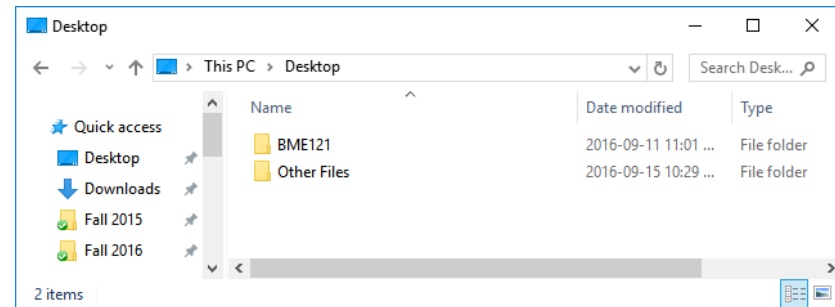 Desktop
This PC > Desktop
Search Desk...
Name Date modified Type
Quick access
Desktop
Downloads
Fall 2015
Fall 2016
BME121 2016-09-11 11:01 ... File folder
Other Files 2016-09-15 10:29 ... File folder
2 items